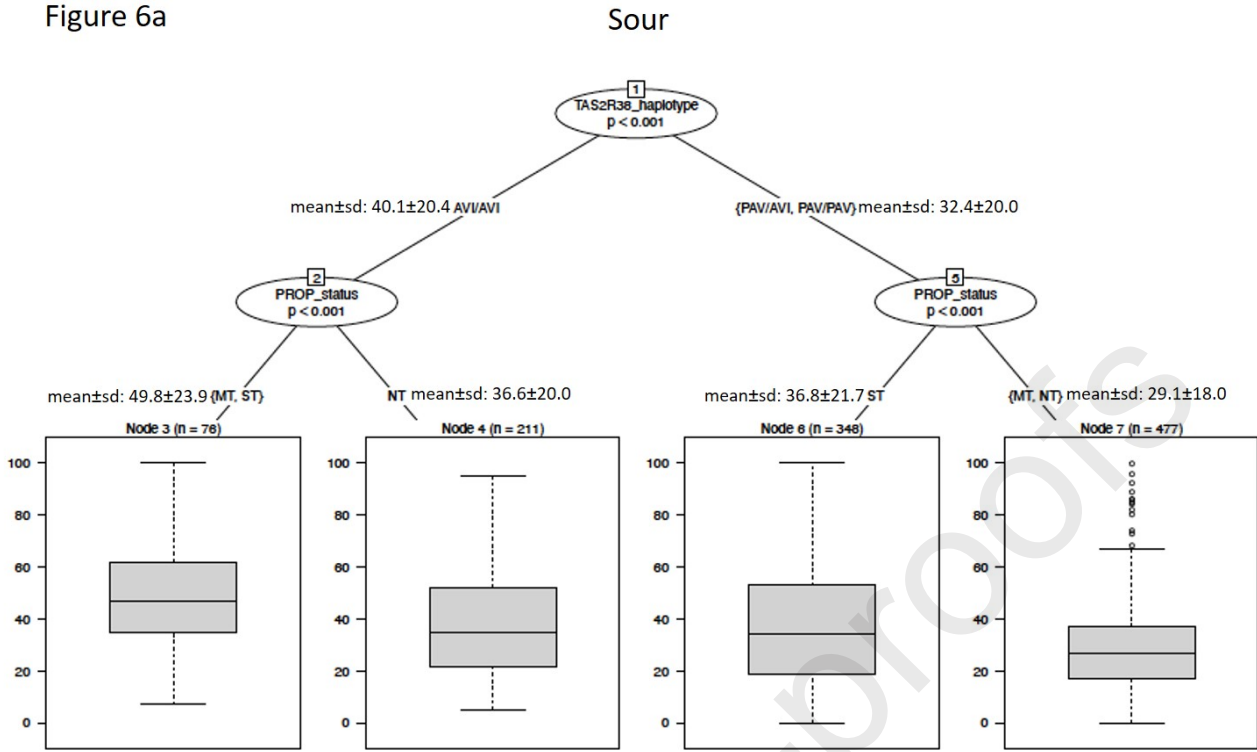 Figure 6a
Sour
1
TAS2R38_haplotype
p < 0.001
mean±sd: 40.1±20.4 AVI/AVI
{PAV/AVI, PAV/PAV} mean±sd: 32.4±20.0
2
PROP_status
p < 0.001
5
PROP_status
p < 0.001
mean±sd: 49.8±23.9 {MT, ST}
NT mean±sd: 36.6±20.0
mean±sd: 36.8±21.7 ST
{MT, NT} mean±sd: 29.1±18.0
Node 3 (n = 76)
100
80
60
40
20
0
Node 4 (n = 211)
100
80
60
40
20
0
Node 6 (n = 348)
100
80
60
40
20
0
Node 7 (n = 477)
100
80
60
40
20
0
proofs